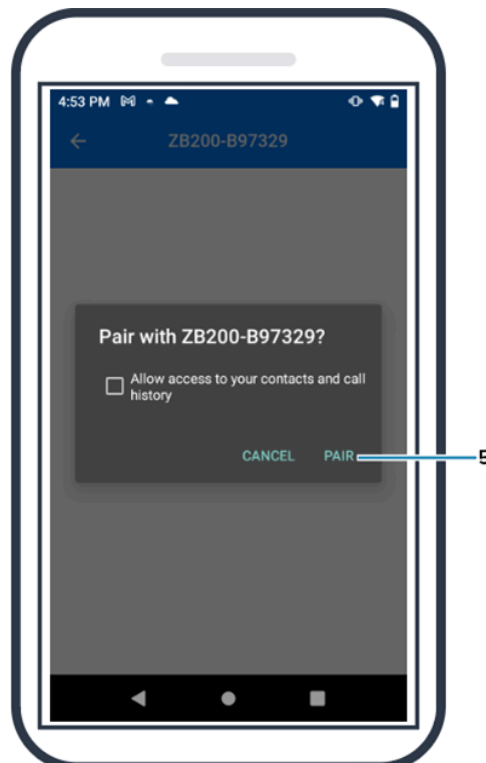 4:53 PM
ZB200-B97329
Pair with ZB200-B97329?
Allow access to your contacts and call
history
CANCEL PAIR
5